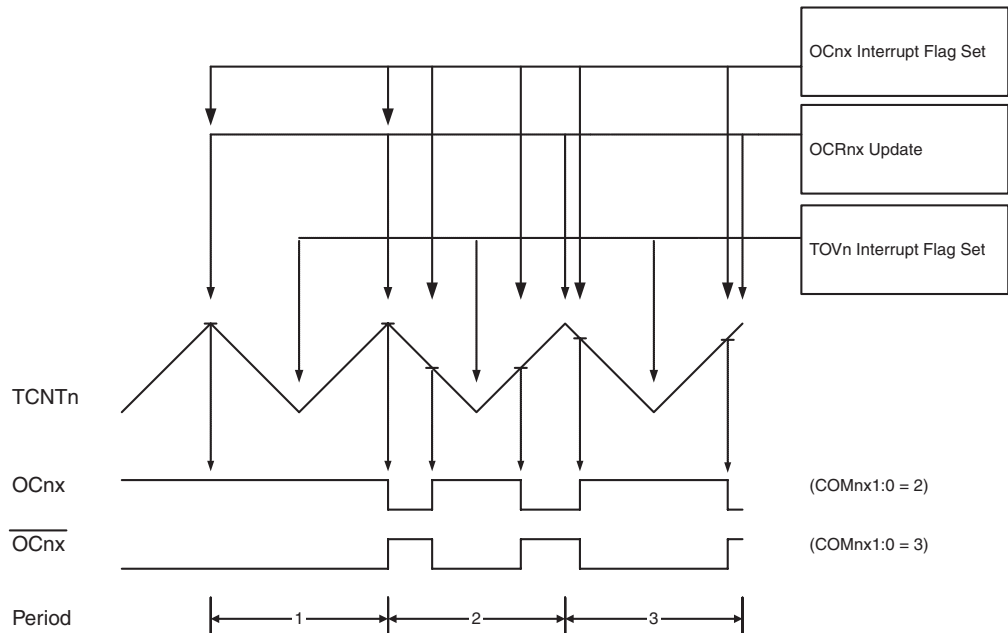 OCnx Interrupt Flag Set
OCRnx Update
TOVn Interrupt Flag Set
TCNTn
OCnx
(COMnx1:0 = 2)
OCnx
(COMnx1:0 = 3)
Period
1
2
3